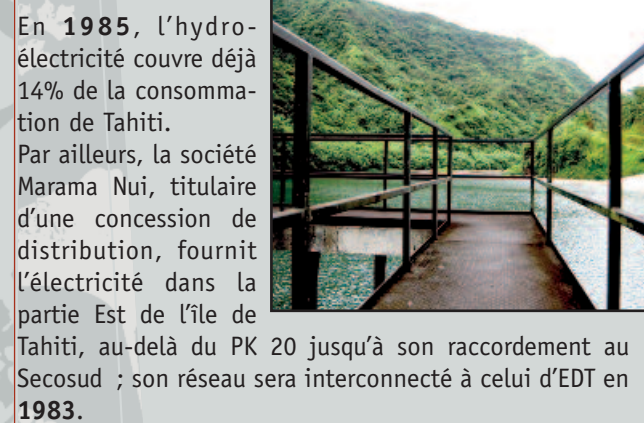 En 1985, l'hydro-
électricité couvre déjà
14% de la consomma-
tion de Tahiti.
Par ailleurs, la société
Marama Nui, titulaire
d'une concession de
distribution, fournit
l'électricité dans la
partie Est de l'île de
Tahiti, au-delà du PK 20 jusqu'à son raccordement au
Secosud ; son réseau sera interconnecté à celui d'EDT en
1983.